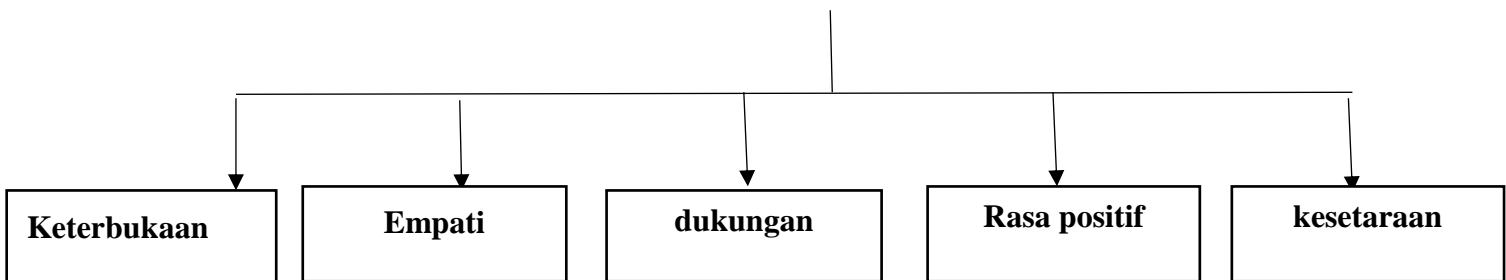 Keterbukaan
Empati
dukungan
Rasa positif
kesetaraan